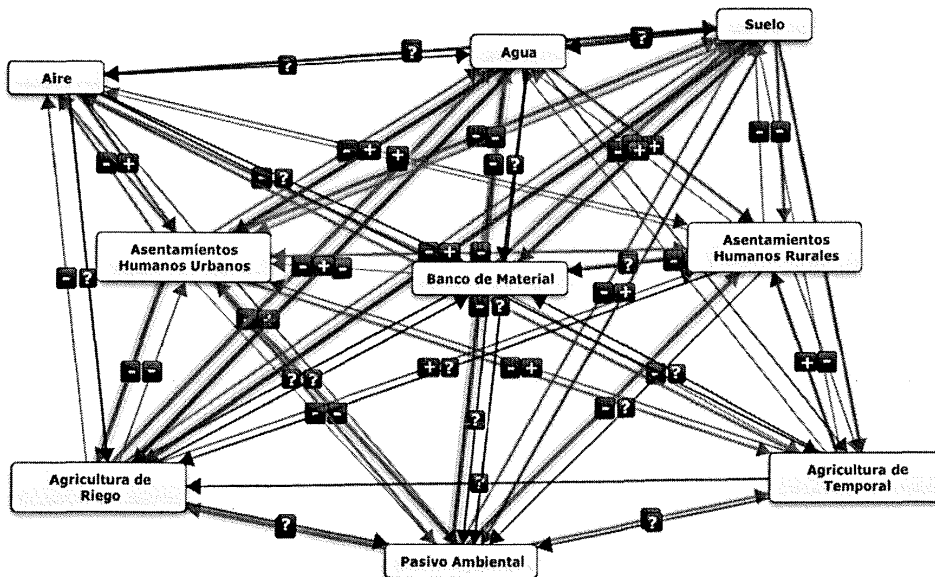 Suelo
Agua
Aire
? ?
?
- +
- +
+
- -
- ?
- + +
- -
- ?
Asentamientos
Humanos Urbanos
Asentamientos
Humanos Rurales
- + -
Banco de Material
?
-
- ?
- + -
- ?
- +
- -
? ?
- +
- ?
+ -
+ ?
- -
?
- ?
Agricultura de
Riego
?
Agricultura de
Temporal
?
?
Pasivo Ambiental